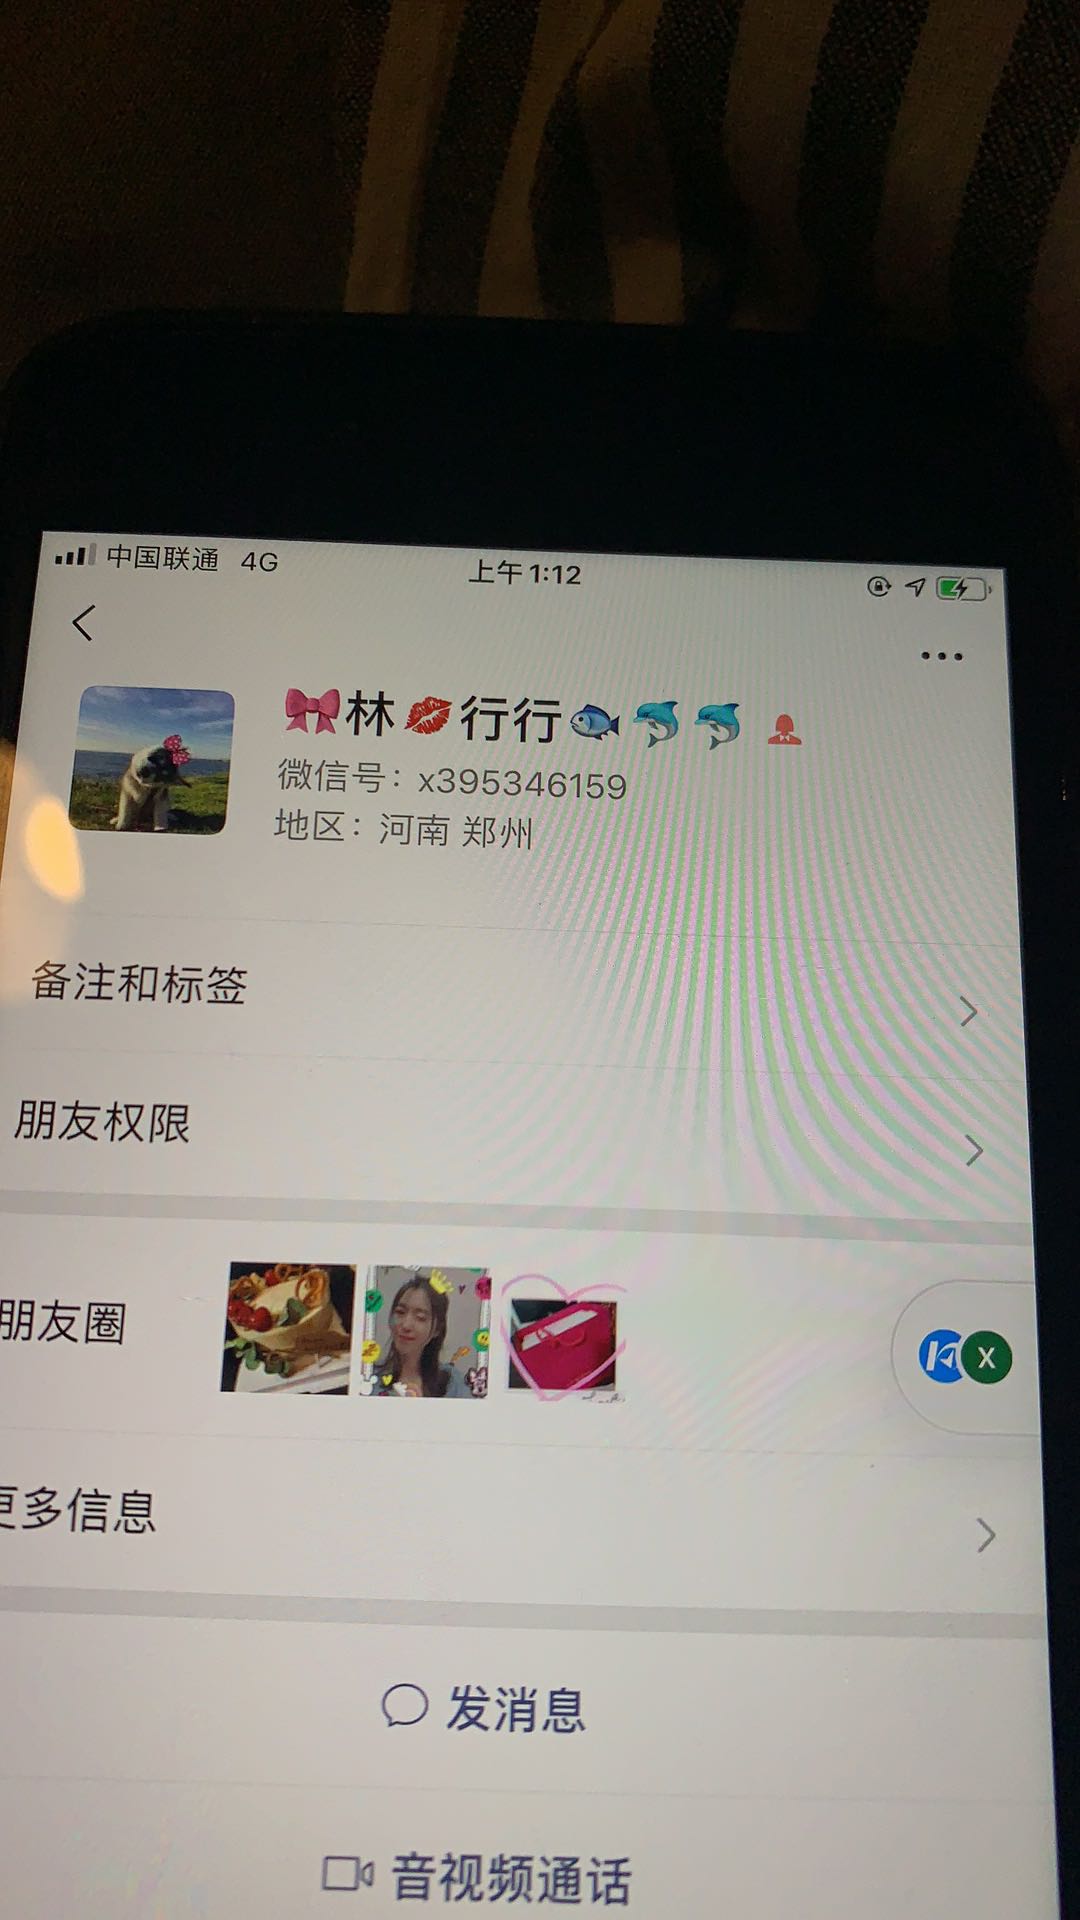 中国联通 4G 上午1:12
🎀林💋行行🐟🐬🐬
微信号：x395346159
地区：河南 郑州
备注和标签
朋友权限
朋友圈
X
更多信息
发消息
音视频通话